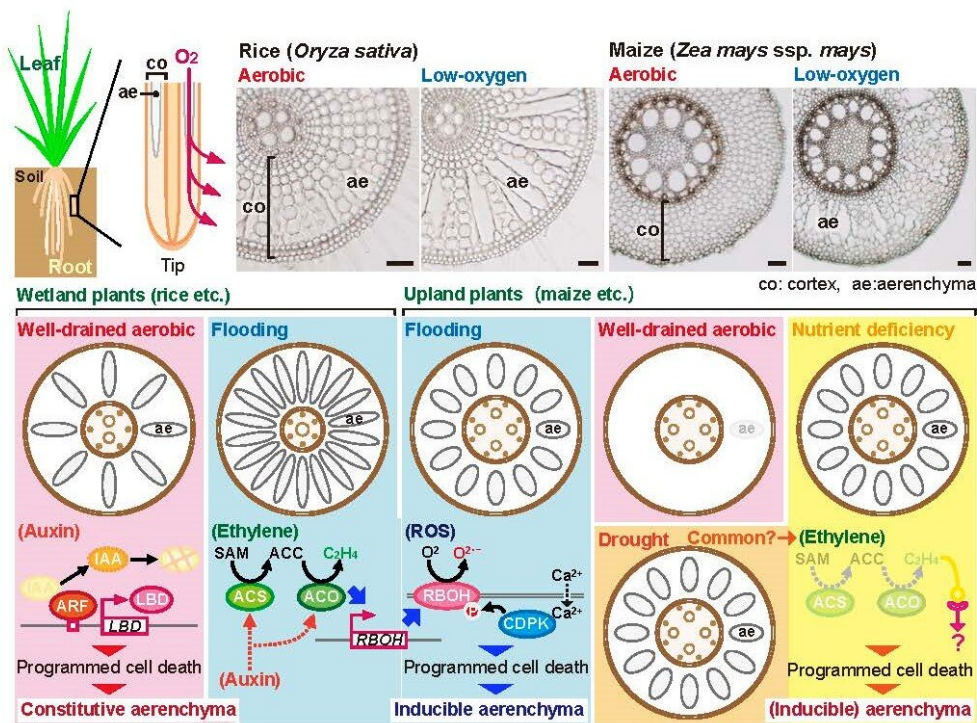 Leaf
Soil
Root
co
O2
ae
Tip
Rice (Oryza sativa)
Aerobic
Low-oxygen
co
ae
ae
Maize (Zea mays ssp. mays)
Aerobic
Low-oxygen
co
ae
co: cortex, ae:aerenchyma
Wetland plants (rice etc.)
Upland plants (maize etc.)
Well-drained aerobic
Flooding
Flooding
Well-drained aerobic
Nutrient deficiency
ae
ae
ae
ae
ae
(Auxin)
IAA
IAA
ARF
LBD
LBD
Programmed cell death
Constitutive aerenchyma
(Ethylene)
SAM
ACC
C2H4
ACS
ACO
RBOH
(Auxin)
(ROS)
O2
O2·−
RBOH
P
CDPK
Ca2+
Ca2+
Programmed cell death
Inducible aerenchyma
Drought
Common?
ae
(Ethylene)
SAM
ACC
C2H4
ACS
ACO
?
Programmed cell death
(Inducible) aerenchyma